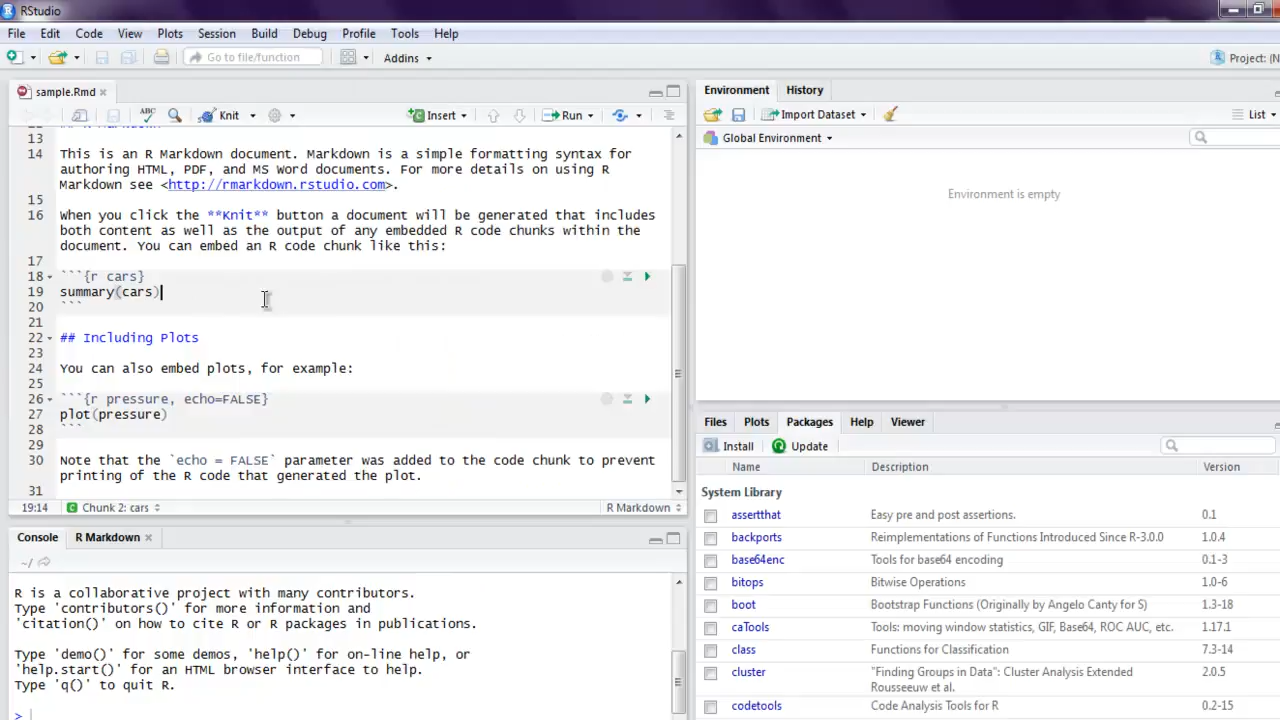 RStudio
File Edit Code View Plots Session Build Debug Profile Tools Help
Go to file/function Addins Project: (N
sample.Rmd
ABC Knit Insert Run
13
14 This is an R Markdown document. Markdown is a simple formatting syntax for
authoring HTML, PDF, and MS Word documents. For more details on using R
Markdown see <http://rmarkdown.rstudio.com>.
15
16 When you click the **Knit** button a document will be generated that includes
both content as well as the output of any embedded R code chunks within the
document. You can embed an R code chunk like this:
17
18 ```{r cars}
19 summary(cars)
20 ```
21
22 ## Including Plots
23
24 You can also embed plots, for example:
25
26 ```{r pressure, echo=FALSE}
27 plot(pressure)
28 ```
29
30 Note that the `echo = FALSE` parameter was added to the code chunk to prevent
printing of the R code that generated the plot.
31
19:14 Chunk 2: cars R Markdown
Console R Markdown
~/
R is a collaborative project with many contributors.
Type 'contributors()' for more information and
'citation()' on how to cite R or R packages in publications.
Type 'demo()' for some demos, 'help()' for on-line help, or
'help.start()' for an HTML browser interface to help.
Type 'q()' to quit R.
>
Environment History
Import Dataset List
Global Environment
Environment is empty
Files Plots Packages Help Viewer
Install Update
Name Description Version
System Library
assertthat Easy pre and post assertions. 0.1
backports Reimplementations of Functions Introduced Since R-3.0.0 1.0.4
base64enc Tools for base64 encoding 0.1-3
bitops Bitwise Operations 1.0-6
boot Bootstrap Functions (Originally by Angelo Canty for S) 1.3-18
caTools Tools: moving window statistics, GIF, Base64, ROC AUC, etc. 1.17.1
class Functions for Classification 7.3-14
cluster "Finding Groups in Data": Cluster Analysis Extended 2.0.5
Rousseeuw et al.
codetools Code Analysis Tools for R 0.2-15